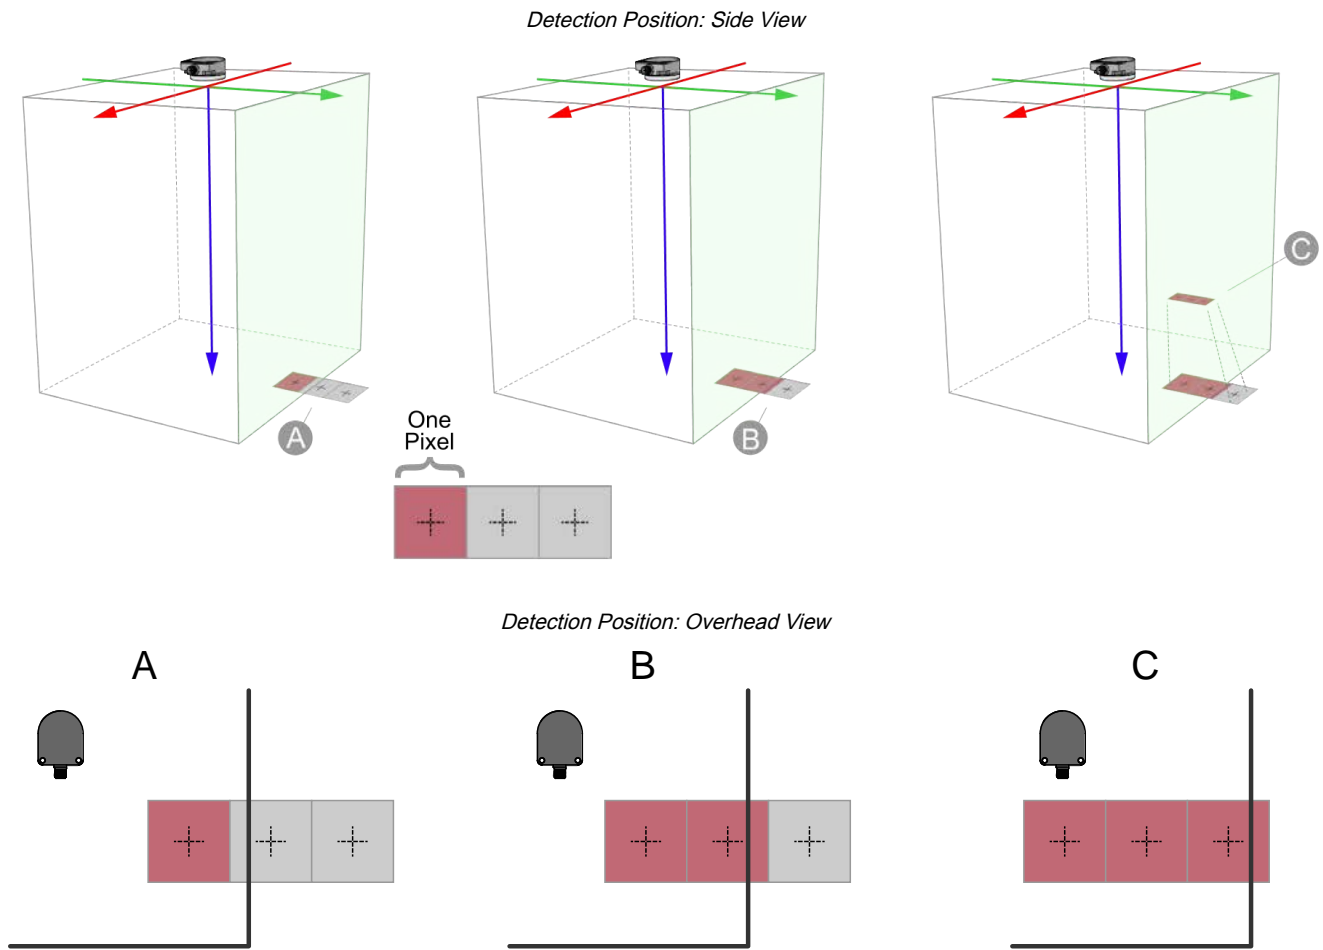 Detection Position: Side View
C
A
B
One
Pixel
Detection Position: Overhead View
A
B
C